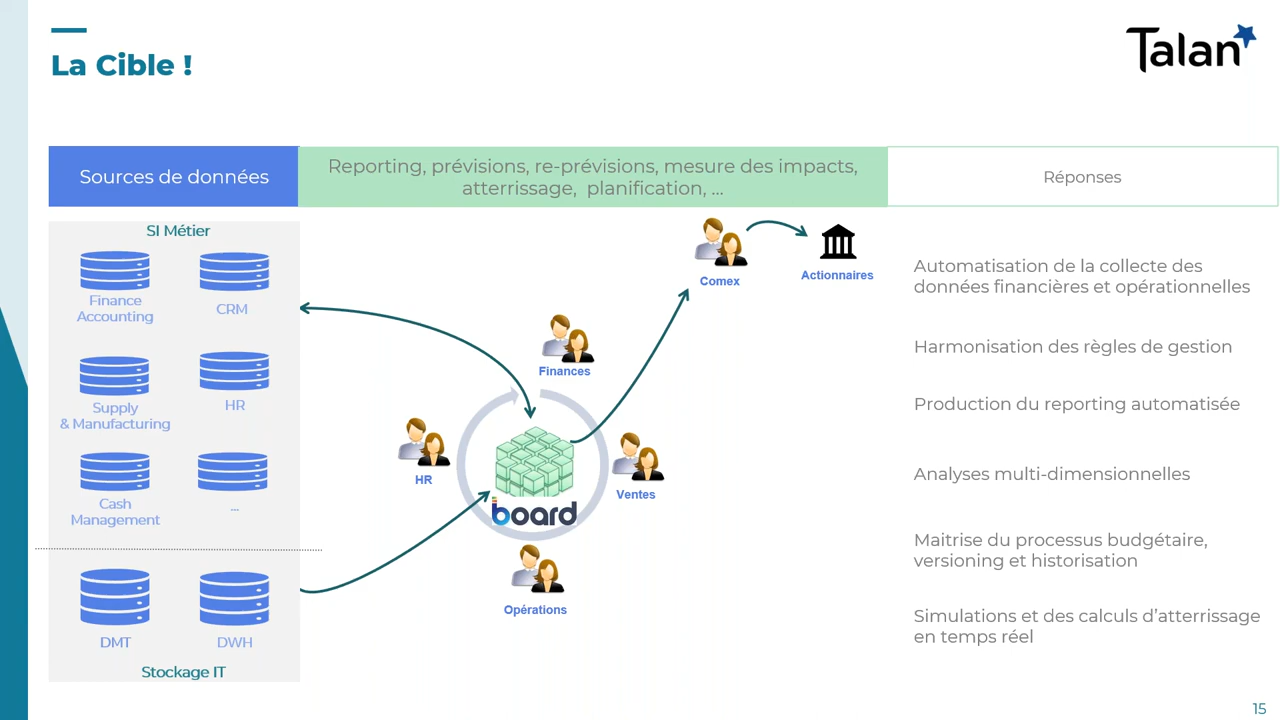 La Cible !
Talan
Sources de données
Reporting, prévisions, re-prévisions, mesure des impacts,
atterrissage, planification, ...
Réponses
SI Métier
Finance
Accounting
CRM
Supply
& Manufacturing
HR
Cash
Management
...
DMT
DWH
Stockage IT
Comex
Actionnaires
Finances
HR
Ventes
board
Opérations
Automatisation de la collecte des
données financières et opérationnelles
Harmonisation des règles de gestion
Production du reporting automatisée
Analyses multi-dimensionnelles
Maitrise du processus budgétaire,
versioning et historisation
Simulations et des calculs d’atterrissage
en temps réel
15